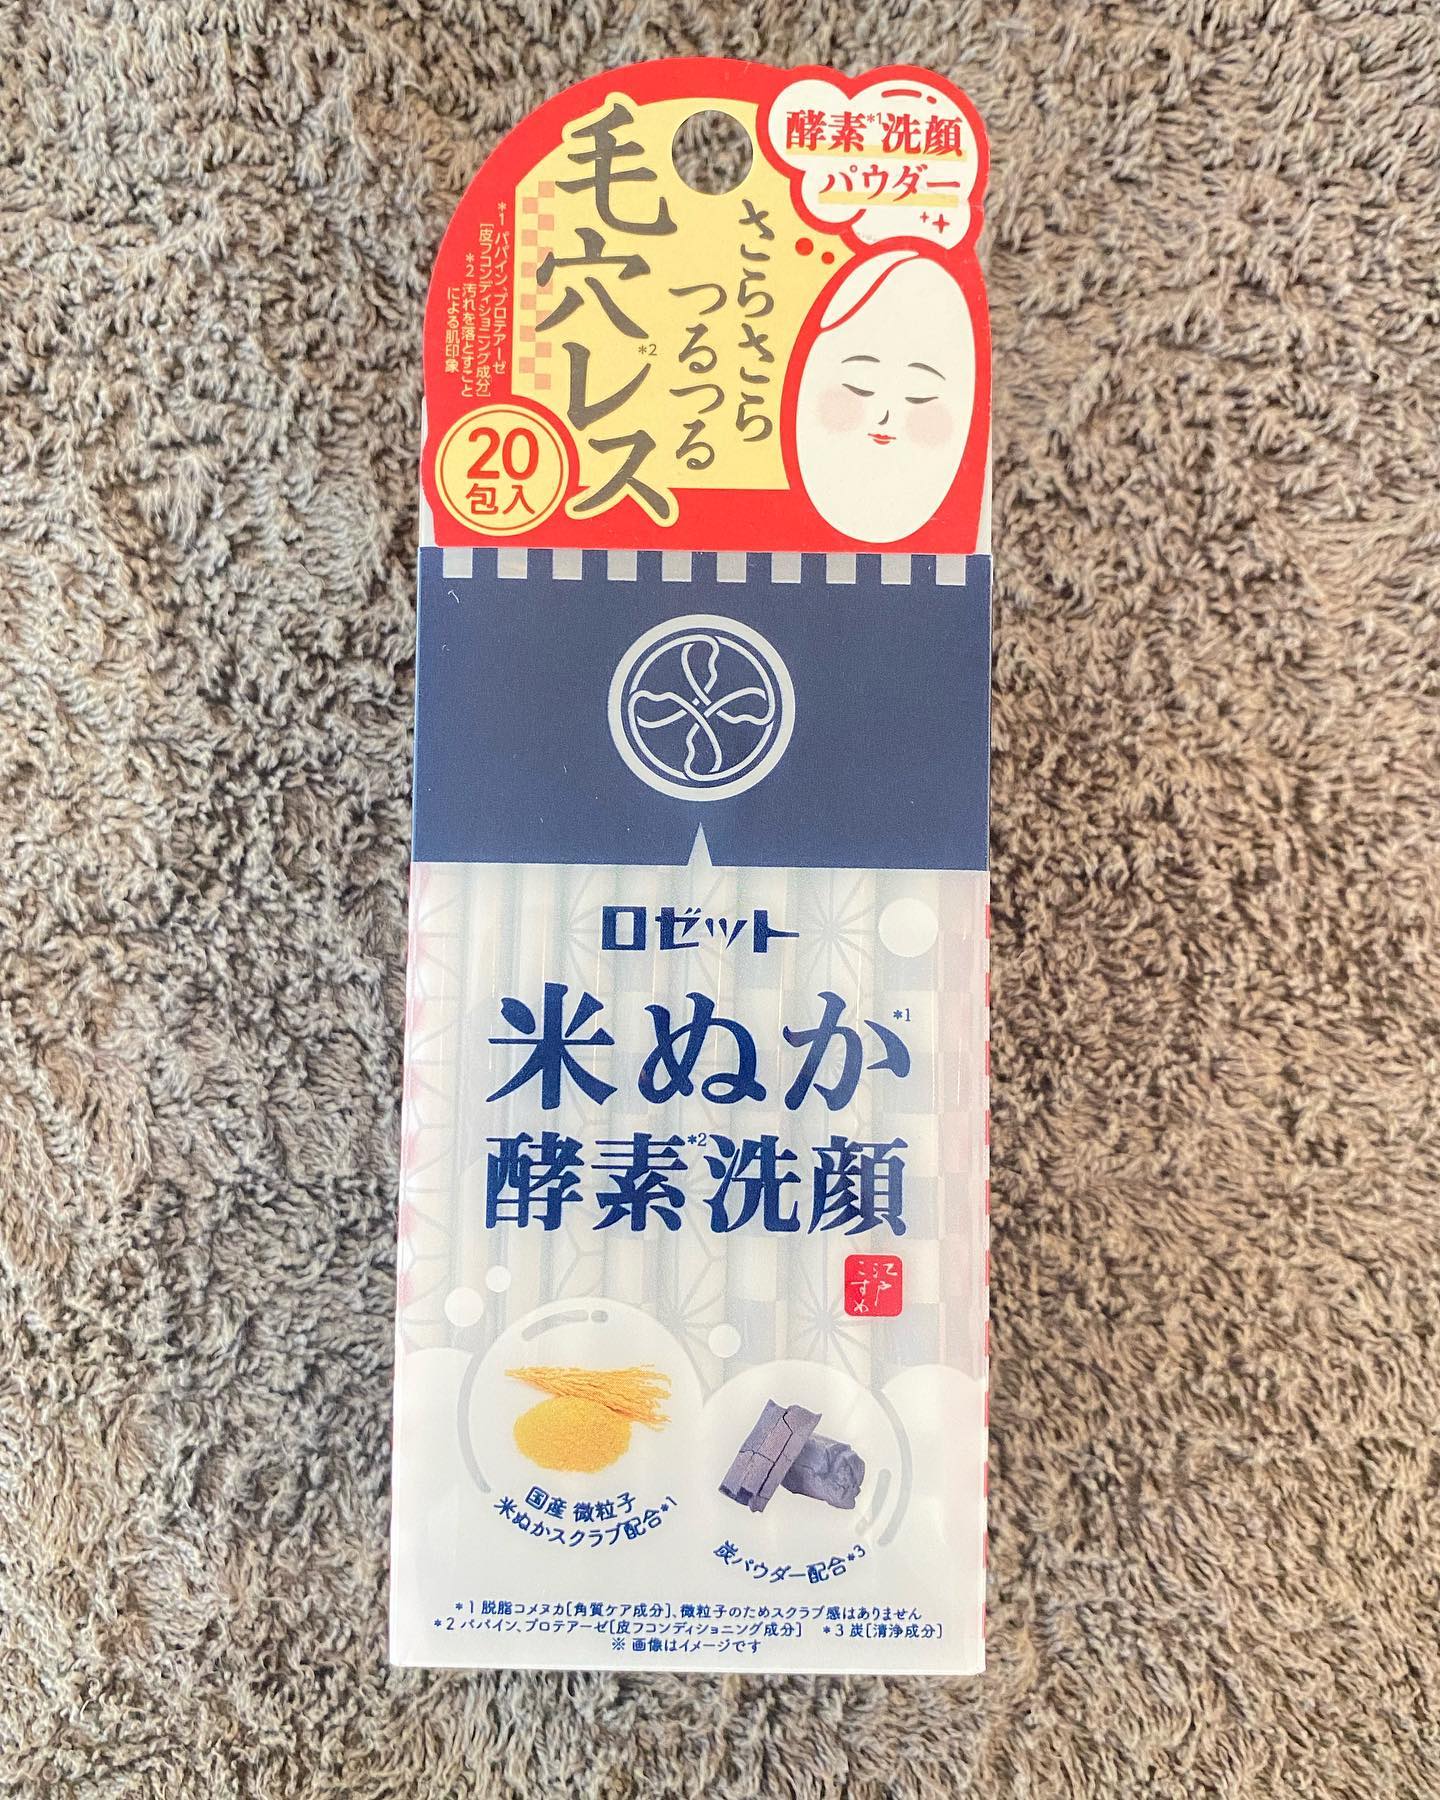 酵素*1洗顔
パウダー
さらさら
つるつる
毛穴レス*2
*1 パパイン、プロテアーゼ
[皮フコンディショニング成分]
*2 汚れを落とすこと
による肌印象
20
包入
ロゼット
米ぬか*1
酵素*2洗顔
江戸
こすめ
国産 微粒子
米ぬかスクラブ配合*1
炭パウダー配合*3
*1 脱脂コメヌカ[角質ケア成分]、微粒子のためスクラブ感はありません
*2 パパイン、プロテアーゼ[皮フコンディショニング成分] *3 炭[清浄成分]
※ 画像はイメージです